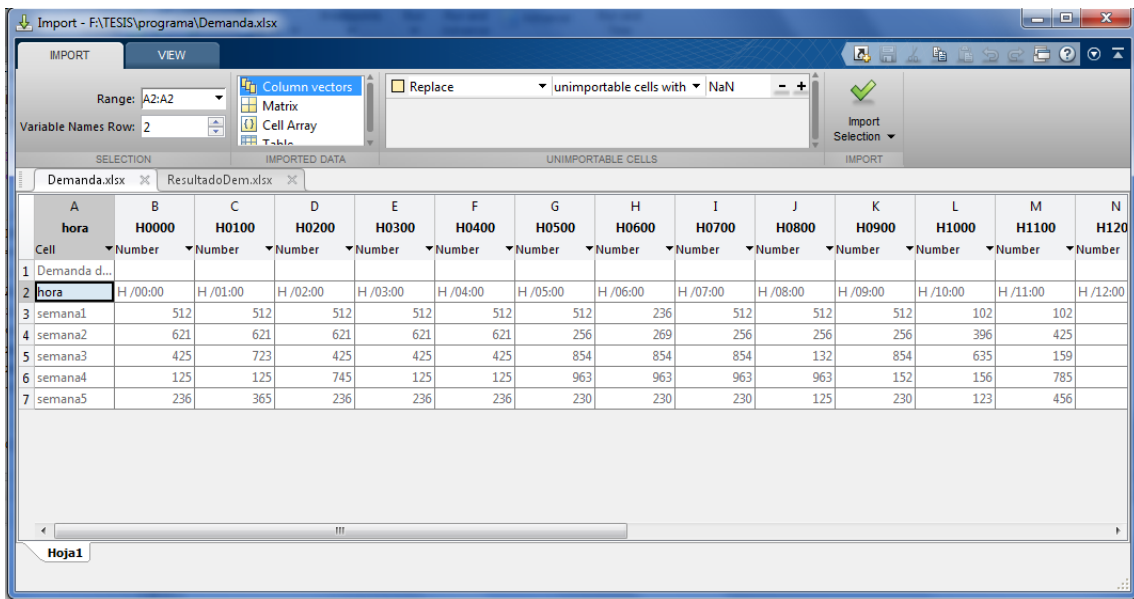 Import - F:\TESIS\programa\Demanda.xlsx
IMPORT VIEW
Range: A2:A2
Variable Names Row: 2
Column vectors
Matrix
Cell Array
Table
Replace unimportable cells with NaN - +
Import
Selection
SELECTION IMPORTED DATA UNIMPORTABLE CELLS IMPORT
Demanda.xlsx ResultadoDem.xlsx
A B C D E F G H I J K L M N
hora H0000 H0100 H0200 H0300 H0400 H0500 H0600 H0700 H0800 H0900 H1000 H1100 H120
Cell Number Number Number Number Number Number Number Number Number Number Number Number Number
1 Demanda d...
2 hora H /00:00 H /01:00 H /02:00 H /03:00 H /04:00 H /05:00 H /06:00 H /07:00 H /08:00 H /09:00 H /10:00 H /11:00 H /12:00
3 semana1 512 512 512 512 512 512 236 512 512 512 102 102
4 semana2 621 621 621 621 621 256 269 256 256 256 396 425
5 semana3 425 723 425 425 425 854 854 854 132 854 635 159
6 semana4 125 125 745 125 125 963 963 963 963 152 156 785
7 semana5 236 365 236 236 236 230 230 230 125 230 123 456
Hoja1